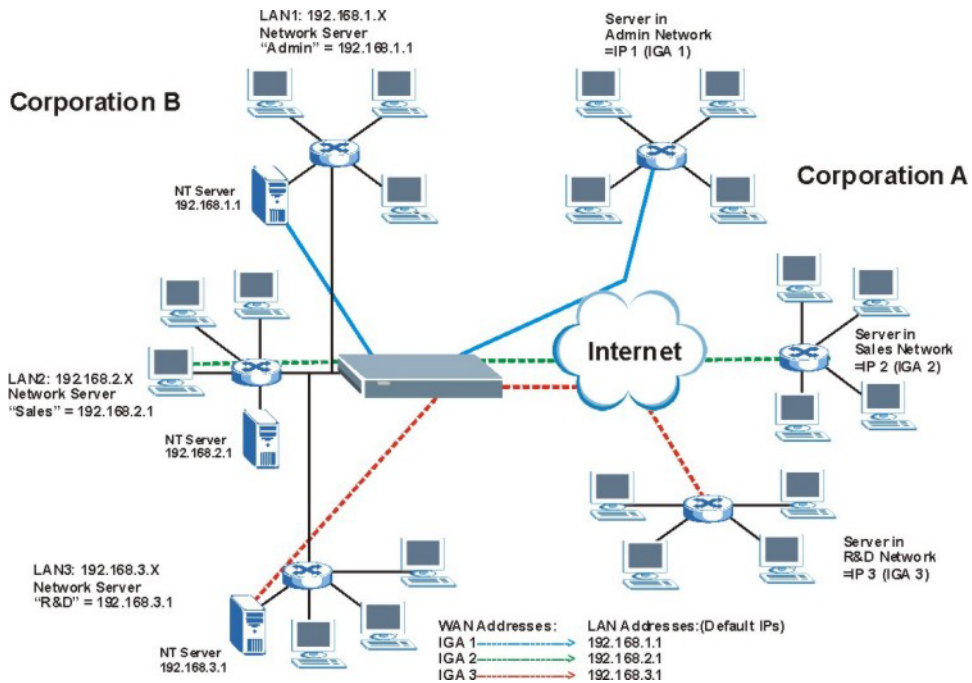 LAN1: 192.168.1.X
Network Server
“Admin” = 192.168.1.1
Server in
Admin Network
=IP 1 (IGA 1)
Corporation B
NT Server
192.168.1.1
Corporation A
LAN2: 192.168.2.X
Network Server
“Sales” = 192.168.2.1
Internet
Server in
Sales Network
=IP 2 (IGA 2)
NT Server
192.168.2.1
LAN3: 192.168.3.X
Network Server
“R&D” = 192.168.3.1
Server in
R&D Network
=IP 3 (IGA 3)
NT Server
192.168.3.1
WAN Addresses: LAN Addresses:(Default IPs)
IGA 1 192.168.1.1
IGA 2 192.168.2.1
IGA 3 192.168.3.1